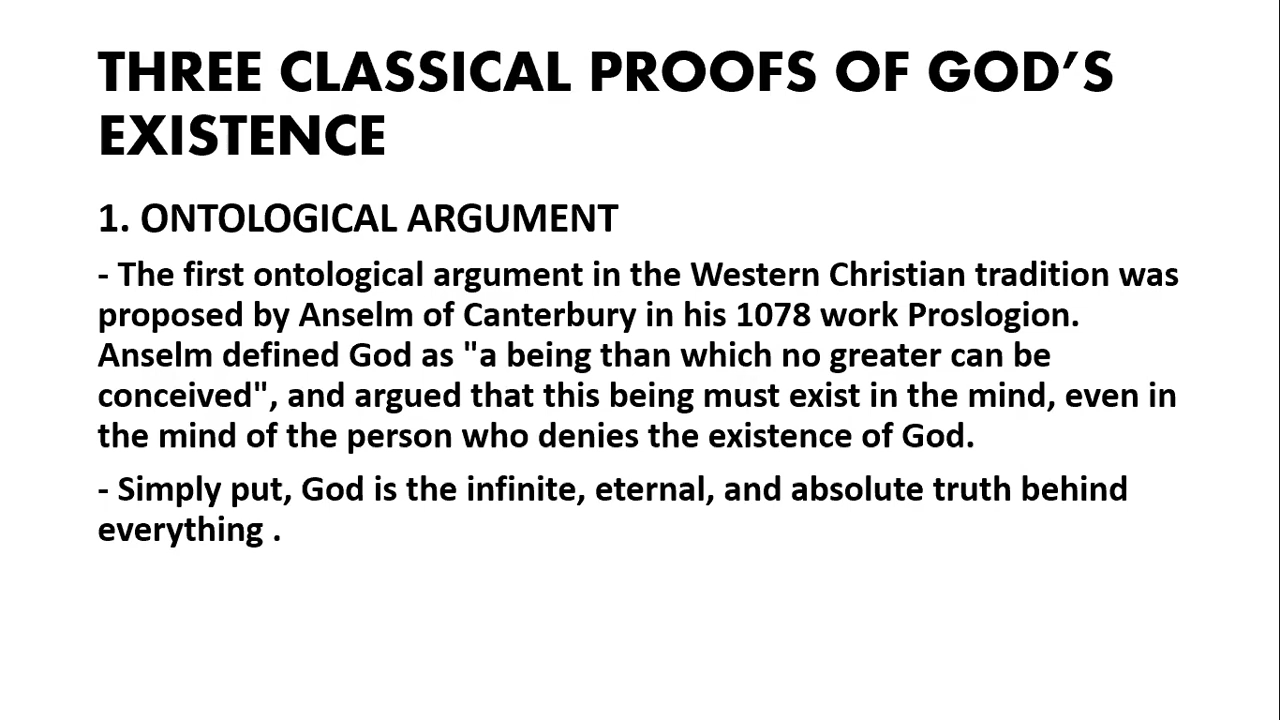 THREE CLASSICAL PROOFS OF GOD’S
EXISTENCE
1. ONTOLOGICAL ARGUMENT
- The first ontological argument in the Western Christian tradition was
proposed by Anselm of Canterbury in his 1078 work Proslogion.
Anselm defined God as "a being than which no greater can be
conceived", and argued that this being must exist in the mind, even in
the mind of the person who denies the existence of God.
- Simply put, God is the infinite, eternal, and absolute truth behind
everything .